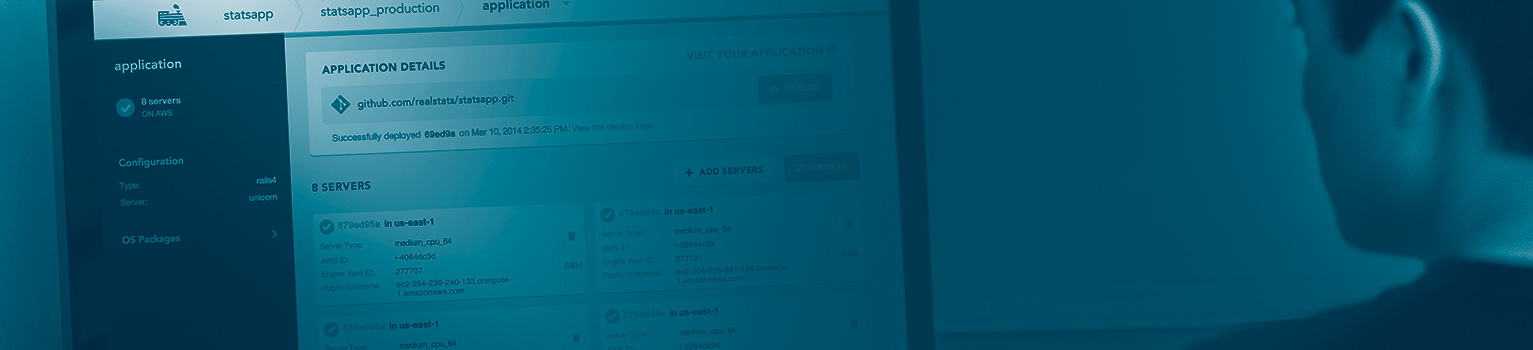 statsapp
statsapp_production
application
application
8 servers
ON AWS
Configuration
Type: rails4
Server: unicorn
OS Packages
APPLICATION DETAILS
VISIT YOUR APPLICATION
github.com/realstats/statsapp.git
DEPLOY
Successfully deployed 69ed9a on Mar 10, 2014 2:35:25 PM. View the deploy logs.
8 SERVERS
+ ADD SERVERS
UPDATE
679ed95a in us-east-1
Server Type: medium_cpu_64
AWS ID: i-4064dc3d
Engine Yard ID: 277707
SSH
Public hostname: ec2-204-236-240-133.compute-
1.amazonaws.com
679ed95a in us-east-1
Server Type: medium_cpu_64
AWS ID:
Engine Yard ID: 277721
SSH
Public hostname: ec2-204-236-241-134.compute-
1.amazonaws.com
in us-east-1
Server Type: medium_cpu_64
in us-east-1
Server Type: medium_cpu_64
AWS ID: